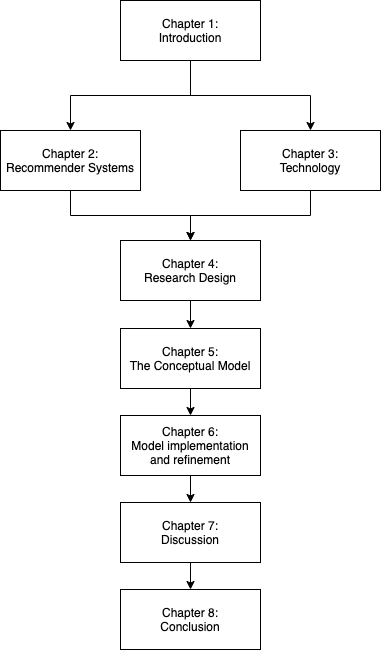 Chapter 1:
Introduction
Chapter 2:
Recommender Systems
Chapter 3:
Technology
Chapter 4:
Research Design
Chapter 5:
The Conceptual Model
Chapter 6:
Model implementation
and refinement
Chapter 7:
Discussion
Chapter 8:
Conclusion